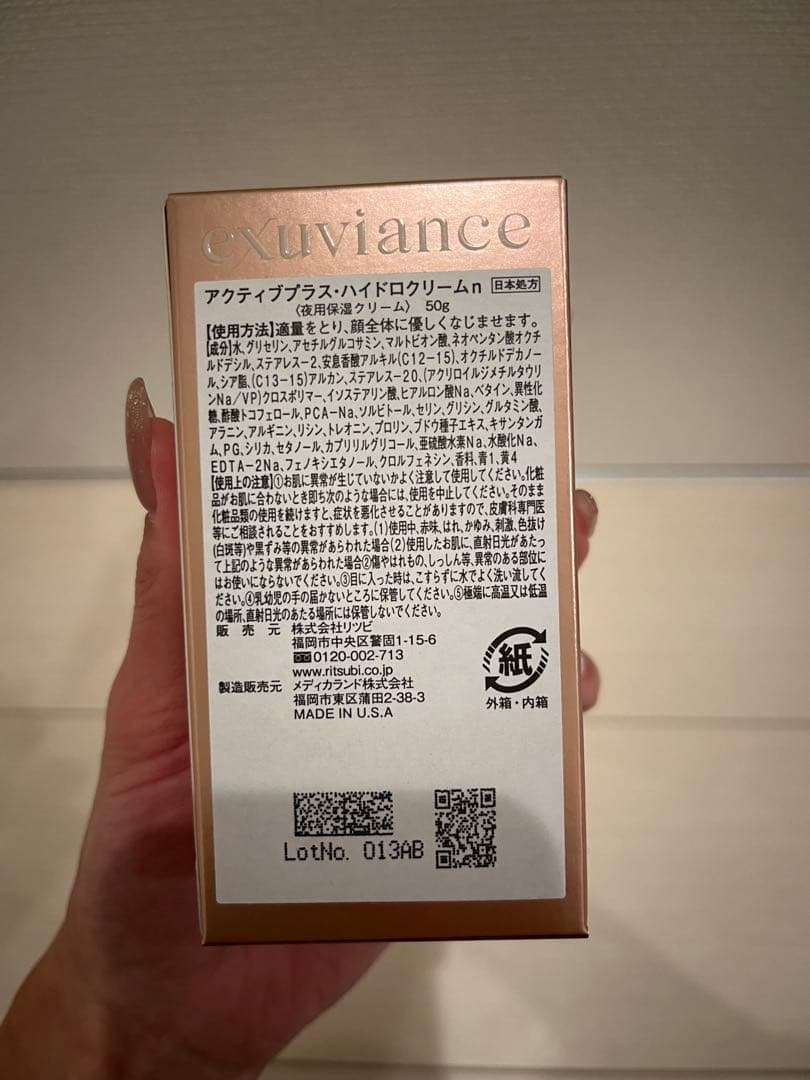 exuviance
アクティブプラス・ハイドロクリームn 日本処方
〈夜用保湿クリーム〉 50g
【使用方法】適量をとり、顔全体に優しくなじませます。
【成分】水、グリセリン、アセチルグルコサミン、マルトビオン酸、ネオペンタン酸オクチ
ルドデシル、ステアレス-2、安息香酸アルキル(C12-15)、オクチルドデカノー
ル、シア脂、(C13-15)アルカン、ステアレス-20、(アクリロイルジメチルタウリ
ンNa/VP)クロスポリマー、イソステアリン酸、ヒアルロン酸Na、ベタイン、異性化
糖、酢酸トコフェロール、PCA-Na、ソルビトール、セリン、グリシン、グルタミン酸、
アラニン、アルギニン、リシン、トレオニン、プロリン、ブドウ種子エキス、キサンタンガ
ム、PG、シリカ、セタノール、カプリリルグリコール、亜硫酸水素Na、水酸化Na、
EDTA-2Na、フェノキシエタノール、クロルフェネシン、香料、青1、黄4
【使用上の注意】①お肌に異常が生じていないかよく注意して使用してください。化粧
品がお肌に合わないとき即ち次のような場合には、使用を中止してください。そのまま
化粧品類の使用を続けますと、症状を悪化させることがありますので、皮膚科専門医
等にご相談されることをおすすめします。(1)使用中、赤味、はれ、かゆみ、刺激、色抜け
(白斑等)や黒ずみ等の異常があらわれた場合(2)使用したお肌に、直射日光があたっ
て上記のような異常があらわれた場合②傷やはれもの、しっしん等、異常のある部位に
はお使いにならないでください。③目に入った時は、こすらずに水でよく洗い流してく
ださい。④乳幼児の手の届かないところに保管してください。⑤極端に高温又は低温
の場所、直射日光のあたる場所には保管しないでください。
販売元 株式会社リツビ
福岡市中央区警固1-15-6
0120-002-713
www.ritsubi.co.jp
製造販売元 メディカランド株式会社
福岡市東区蒲田2-38-3
MADE IN U.S.A
紙
外箱・内箱
LotNo. 013AB